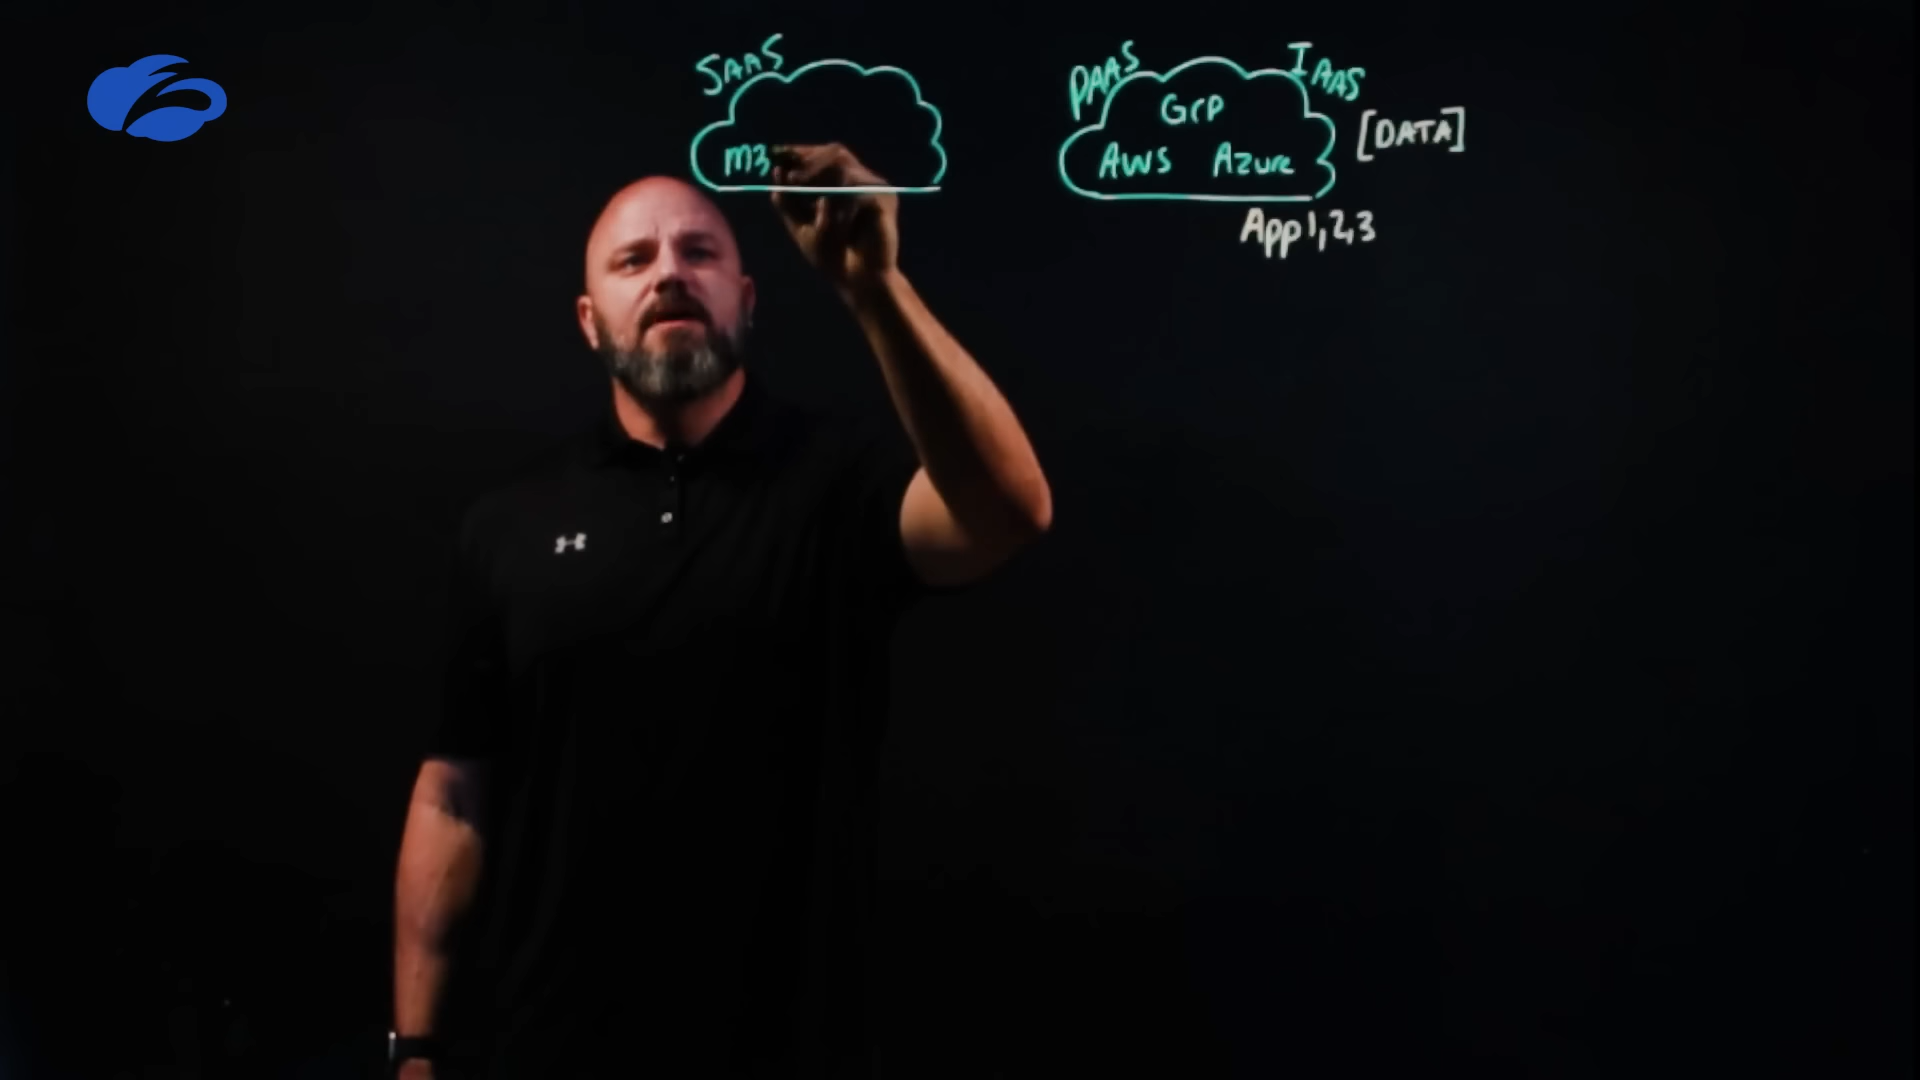 SAAS
M3
PAAS
IAAS
GCP
AWS Azure
[DATA]
App 1,2,3